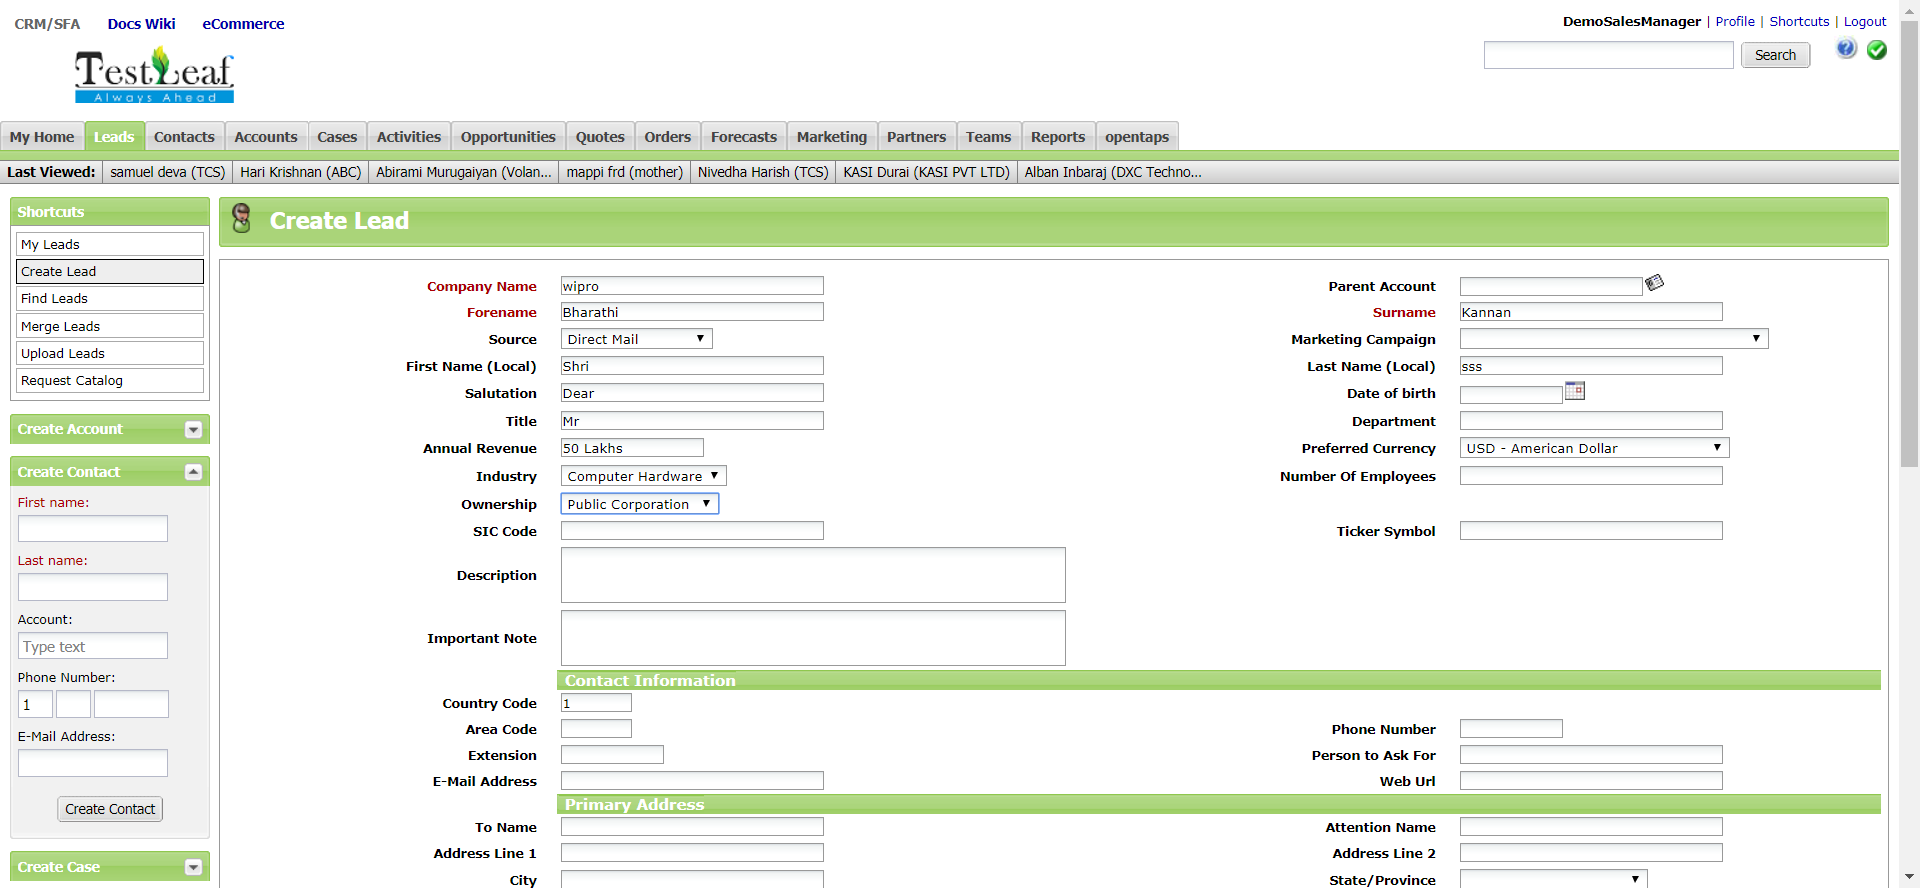 CRM/SFA Docs Wiki eCommerce
DemoSalesManager | Profile | Shortcuts | Logout
Search
TestLeaf
Always Ahead
My Home Leads Contacts Accounts Cases Activities Opportunities Quotes Orders Forecasts Marketing Partners Teams Reports opentaps
Last Viewed: samuel deva (TCS) Hari Krishnan (ABC) Abirami Murugaiyan (Volan... mappi frd (mother) Nivedha Harish (TCS) KASI Durai (KASI PVT LTD) Alban Inbaraj (DXC Techno...
Shortcuts
My Leads
Create Lead
Find Leads
Merge Leads
Upload Leads
Request Catalog
Create Account
Create Contact
First name:
Last name:
Account:
Type text
Phone Number:
1
E-Mail Address:
Create Contact
Create Case
Create Lead
Company Name wipro Parent Account
Forename Bharathi Surname Kannan
Source Direct Mail Marketing Campaign
First Name (Local) Shri Last Name (Local) sss
Salutation Dear Date of birth
Title Mr Department
Annual Revenue 50 Lakhs Preferred Currency USD - American Dollar
Industry Computer Hardware Number Of Employees
Ownership Public Corporation
SIC Code Ticker Symbol
Description
Important Note
Contact Information
Country Code 1
Area Code Phone Number
Extension Person to Ask For
E-Mail Address Web Url
Primary Address
To Name Attention Name
Address Line 1 Address Line 2
City State/Province